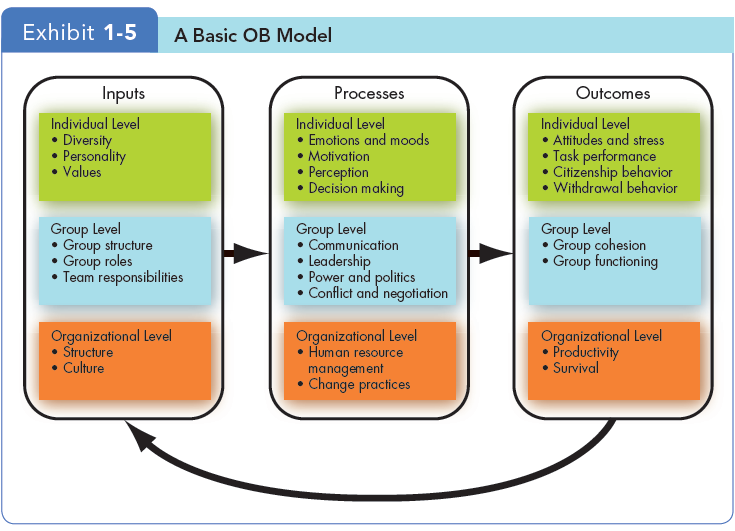 Exhibit 1-5
A Basic OB Model
Inputs
Individual Level
• Diversity
• Personality
• Values
Group Level
• Group structure
• Group roles
• Team responsibilities
Organizational Level
• Structure
• Culture
Processes
Individual Level
• Emotions and moods
• Motivation
• Perception
• Decision making
Group Level
• Communication
• Leadership
• Power and politics
• Conflict and negotiation
Organizational Level
• Human resource
management
• Change practices
Outcomes
Individual Level
• Attitudes and stress
• Task performance
• Citizenship behavior
• Withdrawal behavior
Group Level
• Group cohesion
• Group functioning
Organizational Level
• Productivity
• Survival